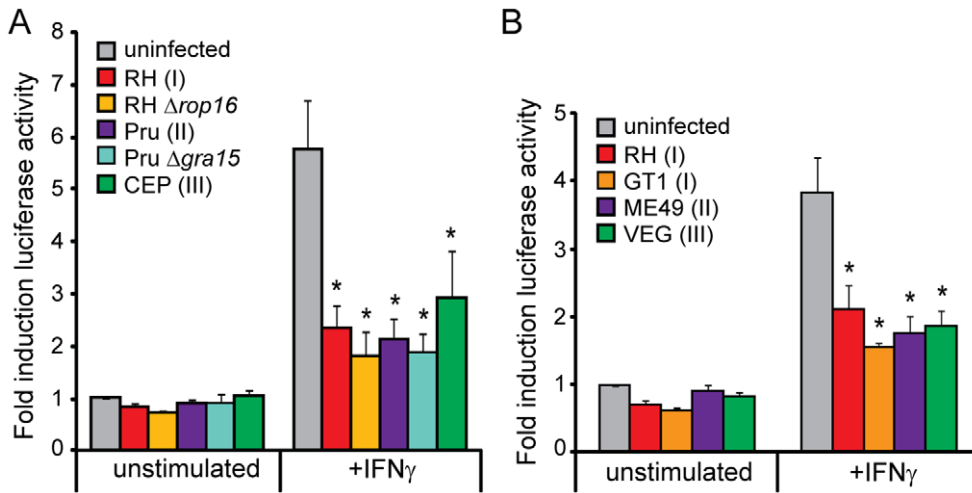 A
Fold induction luciferase activity
8
7
6
5
4
3
2
1
0
uninfected
RH (I)
RH Δrop16
Pru (II)
Pru Δgra15
CEP (III)
* * * * *
unstimulated
+IFNγ
B
Fold induction luciferase activity
5
4
3
2
1
0
uninfected
RH (I)
GT1 (I)
ME49 (II)
VEG (III)
* * * *
unstimulated
+IFNγ